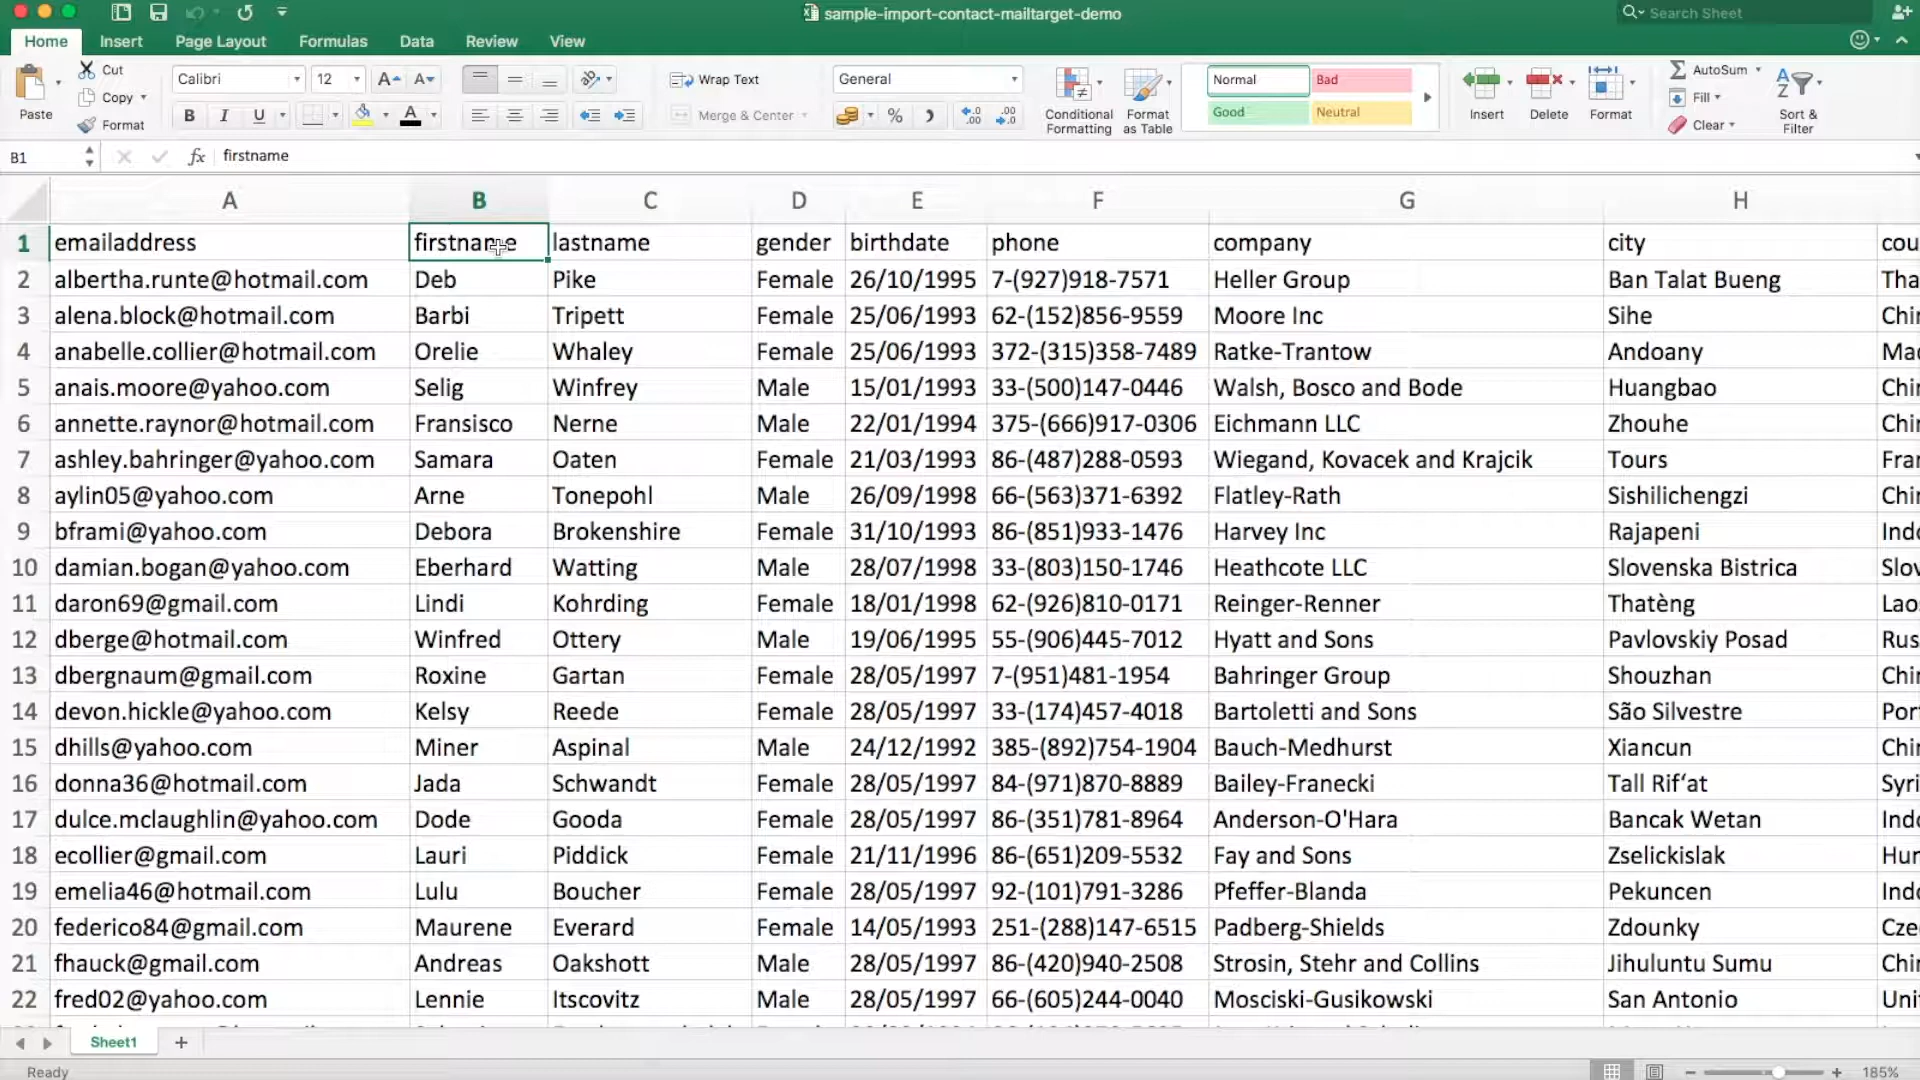 sample-import-contact-mailtarget-demo
Search Sheet
Home Insert Page Layout Formulas Data Review View
Paste
Cut
Copy
Format
Calibri 12
B I U
Wrap Text
Merge & Center
General
Conditional Formatting
Format as Table
Normal Bad
Good Neutral
Insert Delete Format
AutoSum
Fill
Clear
Sort & Filter
B1 fx firstname
A B C D E F G H
1 emailaddress firstname lastname gender birthdate phone company city cou
2 albertha.runte@hotmail.com Deb Pike Female 26/10/1995 7-(927)918-7571 Heller Group Ban Talat Bueng Tha
3 alena.block@hotmail.com Barbi Tripett Female 25/06/1993 62-(152)856-9559 Moore Inc Sihe Chi
4 anabelle.collier@hotmail.com Orelie Whaley Female 25/06/1993 372-(315)358-7489 Ratke-Trantow Andoany Mad
5 anais.moore@yahoo.com Selig Winfrey Male 15/01/1993 33-(500)147-0446 Walsh, Bosco and Bode Huangbao Chi
6 annette.raynor@hotmail.com Fransisco Nerne Male 22/01/1994 375-(666)917-0306 Eichmann LLC Zhouhe Chi
7 ashley.bahringer@yahoo.com Samara Oaten Female 21/03/1993 86-(487)288-0593 Wiegand, Kovacek and Krajcik Tours Fra
8 aylin05@yahoo.com Arne Tonepohl Male 26/09/1998 66-(563)371-6392 Flatley-Rath Sishilichengzi Chi
9 bframi@yahoo.com Debora Brokenshire Female 31/10/1993 86-(851)933-1476 Harvey Inc Rajapeni Indo
10 damian.bogan@yahoo.com Eberhard Watting Male 28/07/1998 33-(803)150-1746 Heathcote LLC Slovenska Bistrica Slov
11 daron69@gmail.com Lindi Kohrding Female 18/01/1998 62-(926)810-0171 Reinger-Renner Thatèng Lao
12 dberge@hotmail.com Winfred Ottery Male 19/06/1995 55-(906)445-7012 Hyatt and Sons Pavlovskiy Posad Rus
13 dbergnaum@gmail.com Roxine Gartan Female 28/05/1997 7-(951)481-1954 Bahringer Group Shouzhan Chi
14 devon.hickle@yahoo.com Kelsy Reede Female 28/05/1997 33-(174)457-4018 Bartoletti and Sons São Silvestre Por
15 dhills@yahoo.com Miner Aspinal Male 24/12/1992 385-(892)754-1904 Bauch-Medhurst Xiancun Chi
16 donna36@hotmail.com Jada Schwandt Female 28/05/1997 84-(971)870-8889 Bailey-Franecki Tall Rif‘at Syri
17 dulce.mclaughlin@yahoo.com Dode Gooda Female 28/05/1997 86-(351)781-8964 Anderson-O'Hara Bancak Wetan Indo
18 ecollier@gmail.com Lauri Piddick Female 21/11/1996 86-(651)209-5532 Fay and Sons Zselickislak Hun
19 emelia46@hotmail.com Lulu Boucher Female 28/05/1997 92-(101)791-3286 Pfeffer-Blanda Pekuncen Indo
20 federico84@gmail.com Maurene Everard Female 14/05/1993 251-(288)147-6515 Padberg-Shields Zdounky Cze
21 fhauck@gmail.com Andreas Oakshott Male 28/05/1997 86-(420)940-2508 Strosin, Stehr and Collins Jihuluntu Sumu Chi
22 fred02@yahoo.com Lennie Itscovitz Male 28/05/1997 66-(605)244-0040 Mosciski-Gusikowski San Antonio Uni
Sheet1
Ready 185%